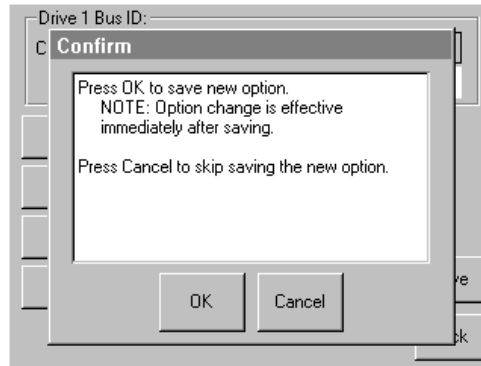 Drive 1 Bus ID:
Confirm
Press OK to save new option.
NOTE: Option change is effective
immediately after saving.
Press Cancel to skip saving the new option.
OK
Cancel